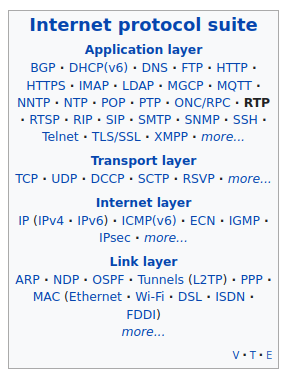 Internet protocol suite
Application layer
BGP · DHCP(v6) · DNS · FTP · HTTP ·
HTTPS · IMAP · LDAP · MGCP · MQTT ·
NNTP · NTP · POP · PTP · ONC/RPC · RTP
· RTSP · RIP · SIP · SMTP · SNMP · SSH ·
Telnet · TLS/SSL · XMPP · more...
Transport layer
TCP · UDP · DCCP · SCTP · RSVP · more...
Internet layer
IP (IPv4 · IPv6) · ICMP(v6) · ECN · IGMP ·
IPsec · more...
Link layer
ARP · NDP · OSPF · Tunnels (L2TP) · PPP ·
MAC (Ethernet · Wi-Fi · DSL · ISDN ·
FDDI)
more...
V · T · E